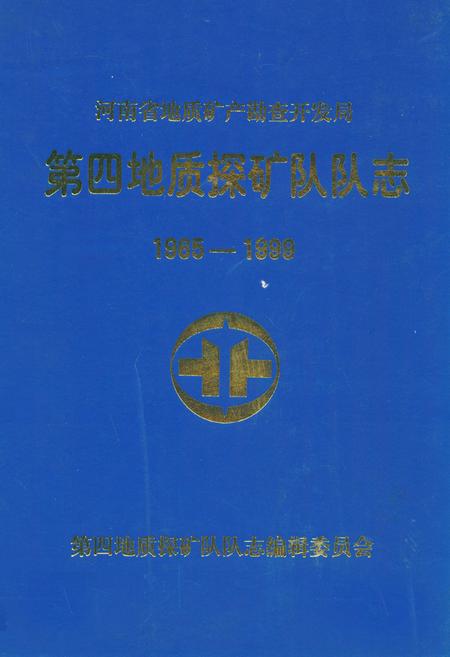 河南省地质矿产勘查开发局
第四地质探矿队队志
1965—1999
第四地质探矿队队志编辑委员会